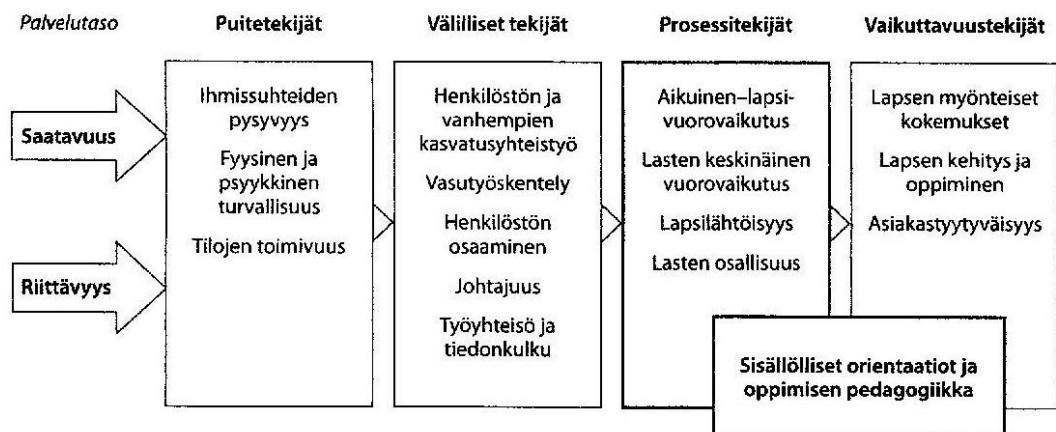 Palvelutaso
Puitetekijät
Välilliset tekijät
Prosessitekijät
Vaikuttavuustekijät
Saatavuus
Riittävyys
Ihmissuhteiden
pysyvyys
Fyysinen ja
psyykkinen
turvallisuus
Tilojen toimivuus
Henkilöstön ja
vanhempien
kasvatusyhteistyö
Vasutyöskentely
Henkilöstön
osaaminen
Johtajuus
Työyhteisö ja
tiedonkulku
Aikuinen–lapsi-
vuorovaikutus
Lasten keskinäinen
vuorovaikutus
Lapsilähtöisyys
Lasten osallisuus
Lapsen myönteiset
kokemukset
Lapsen kehitys ja
oppiminen
Asiakastyytyväisyys
Sisällölliset orientaatiot ja
oppimisen pedagogiikka